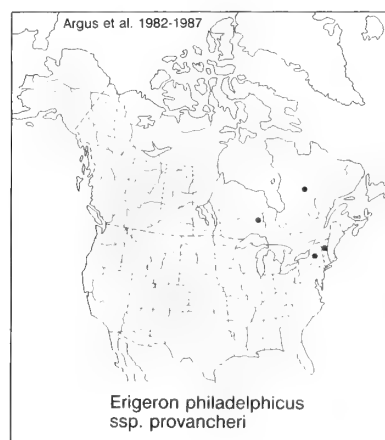 Argus et al. 1982-1987
Erigeron philadelphicus
ssp. provancheri